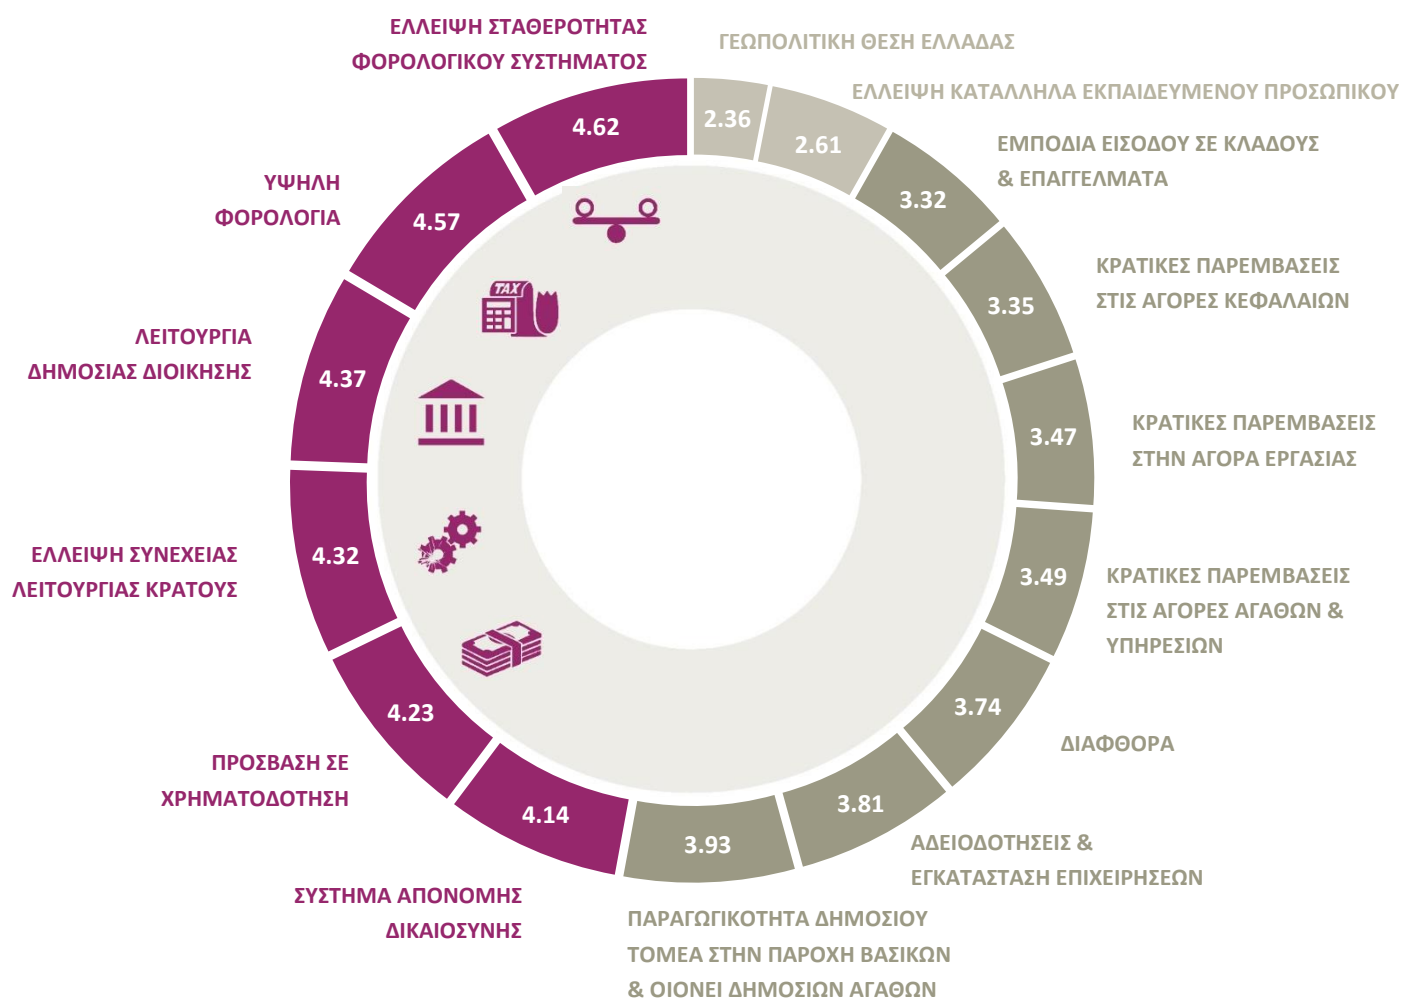 ΕΛΛΕΙΨΗ ΣΤΑΘΕΡΟΤΗΤΑΣ
ΦΟΡΟΛΟΓΙΚΟΥ ΣΥΣΤΗΜΑΤΟΣ
4.62
ΓΕΩΠΟΛΙΤΙΚΗ ΘΕΣΗ ΕΛΛΑΔΑΣ
2.36
ΕΛΛΕΙΨΗ ΚΑΤΑΛΛΗΛΑ ΕΚΠΑΙΔΕΥΜΕΝΟΥ ΠΡΟΣΩΠΙΚΟΥ
2.61
ΕΜΠΟΔΙΑ ΕΙΣΟΔΟΥ ΣΕ ΚΛΑΔΟΥΣ
& ΕΠΑΓΓΕΛΜΑΤΑ
3.32
ΚΡΑΤΙΚΕΣ ΠΑΡΕΜΒΑΣΕΙΣ
ΣΤΙΣ ΑΓΟΡΕΣ ΚΕΦΑΛΑΙΩΝ
3.35
ΚΡΑΤΙΚΕΣ ΠΑΡΕΜΒΑΣΕΙΣ
ΣΤΗΝ ΑΓΟΡΑ ΕΡΓΑΣΙΑΣ
3.47
ΚΡΑΤΙΚΕΣ ΠΑΡΕΜΒΑΣΕΙΣ
ΣΤΙΣ ΑΓΟΡΕΣ ΑΓΑΘΩΝ &
ΥΠΗΡΕΣΙΩΝ
3.49
ΔΙΑΦΘΟΡΑ
3.74
ΑΔΕΙΟΔΟΤΗΣΕΙΣ &
ΕΓΚΑΤΑΣΤΑΣΗ ΕΠΙΧΕΙΡΗΣΕΩΝ
3.81
ΠΑΡΑΓΩΓΙΚΟΤΗΤΑ ΔΗΜΟΣΙΟΥ
ΤΟΜΕΑ ΣΤΗΝ ΠΑΡΟΧΗ ΒΑΣΙΚΩΝ
& ΟΙΟΝΕΙ ΔΗΜΟΣΙΩΝ ΑΓΑΘΩΝ
3.93
ΣΥΣΤΗΜΑ ΑΠΟΝΟΜΗΣ
ΔΙΚΑΙΟΣΥΝΗΣ
4.14
ΠΡΟΣΒΑΣΗ ΣΕ
ΧΡΗΜΑΤΟΔΟΤΗΣΗ
4.23
ΕΛΛΕΙΨΗ ΣΥΝΕΧΕΙΑΣ
ΛΕΙΤΟΥΡΓΙΑΣ ΚΡΑΤΟΥΣ
4.32
ΛΕΙΤΟΥΡΓΙΑ
ΔΗΜΟΣΙΑΣ ΔΙΟΙΚΗΣΗΣ
4.37
ΥΨΗΛΗ
ΦΟΡΟΛΟΓΙΑ
4.57
TAX